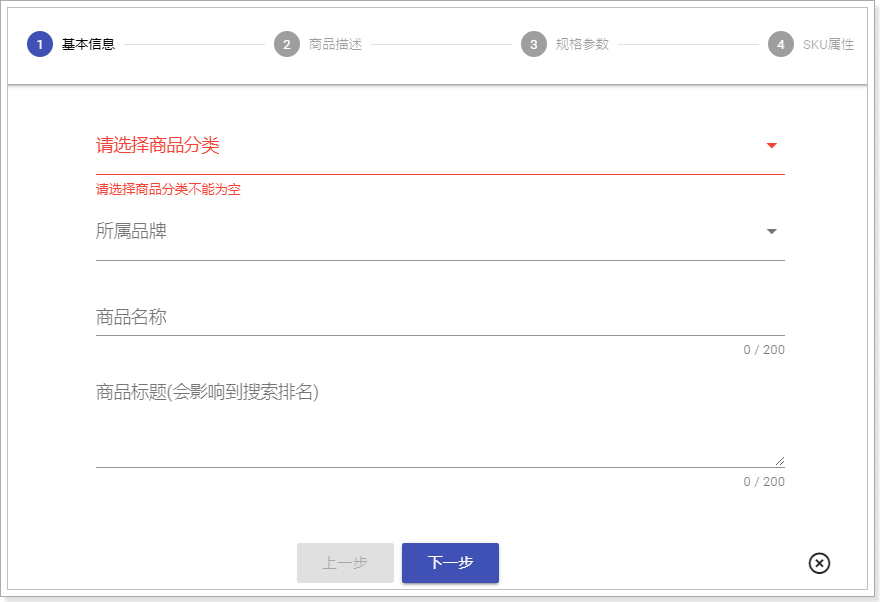 1 基本信息 2 商品描述 3 规格参数 4 SKU属性
请选择商品分类
请选择商品分类不能为空
所属品牌
商品名称
0 / 200
商品标题(会影响到搜索排名)
0 / 200
上一步 下一步